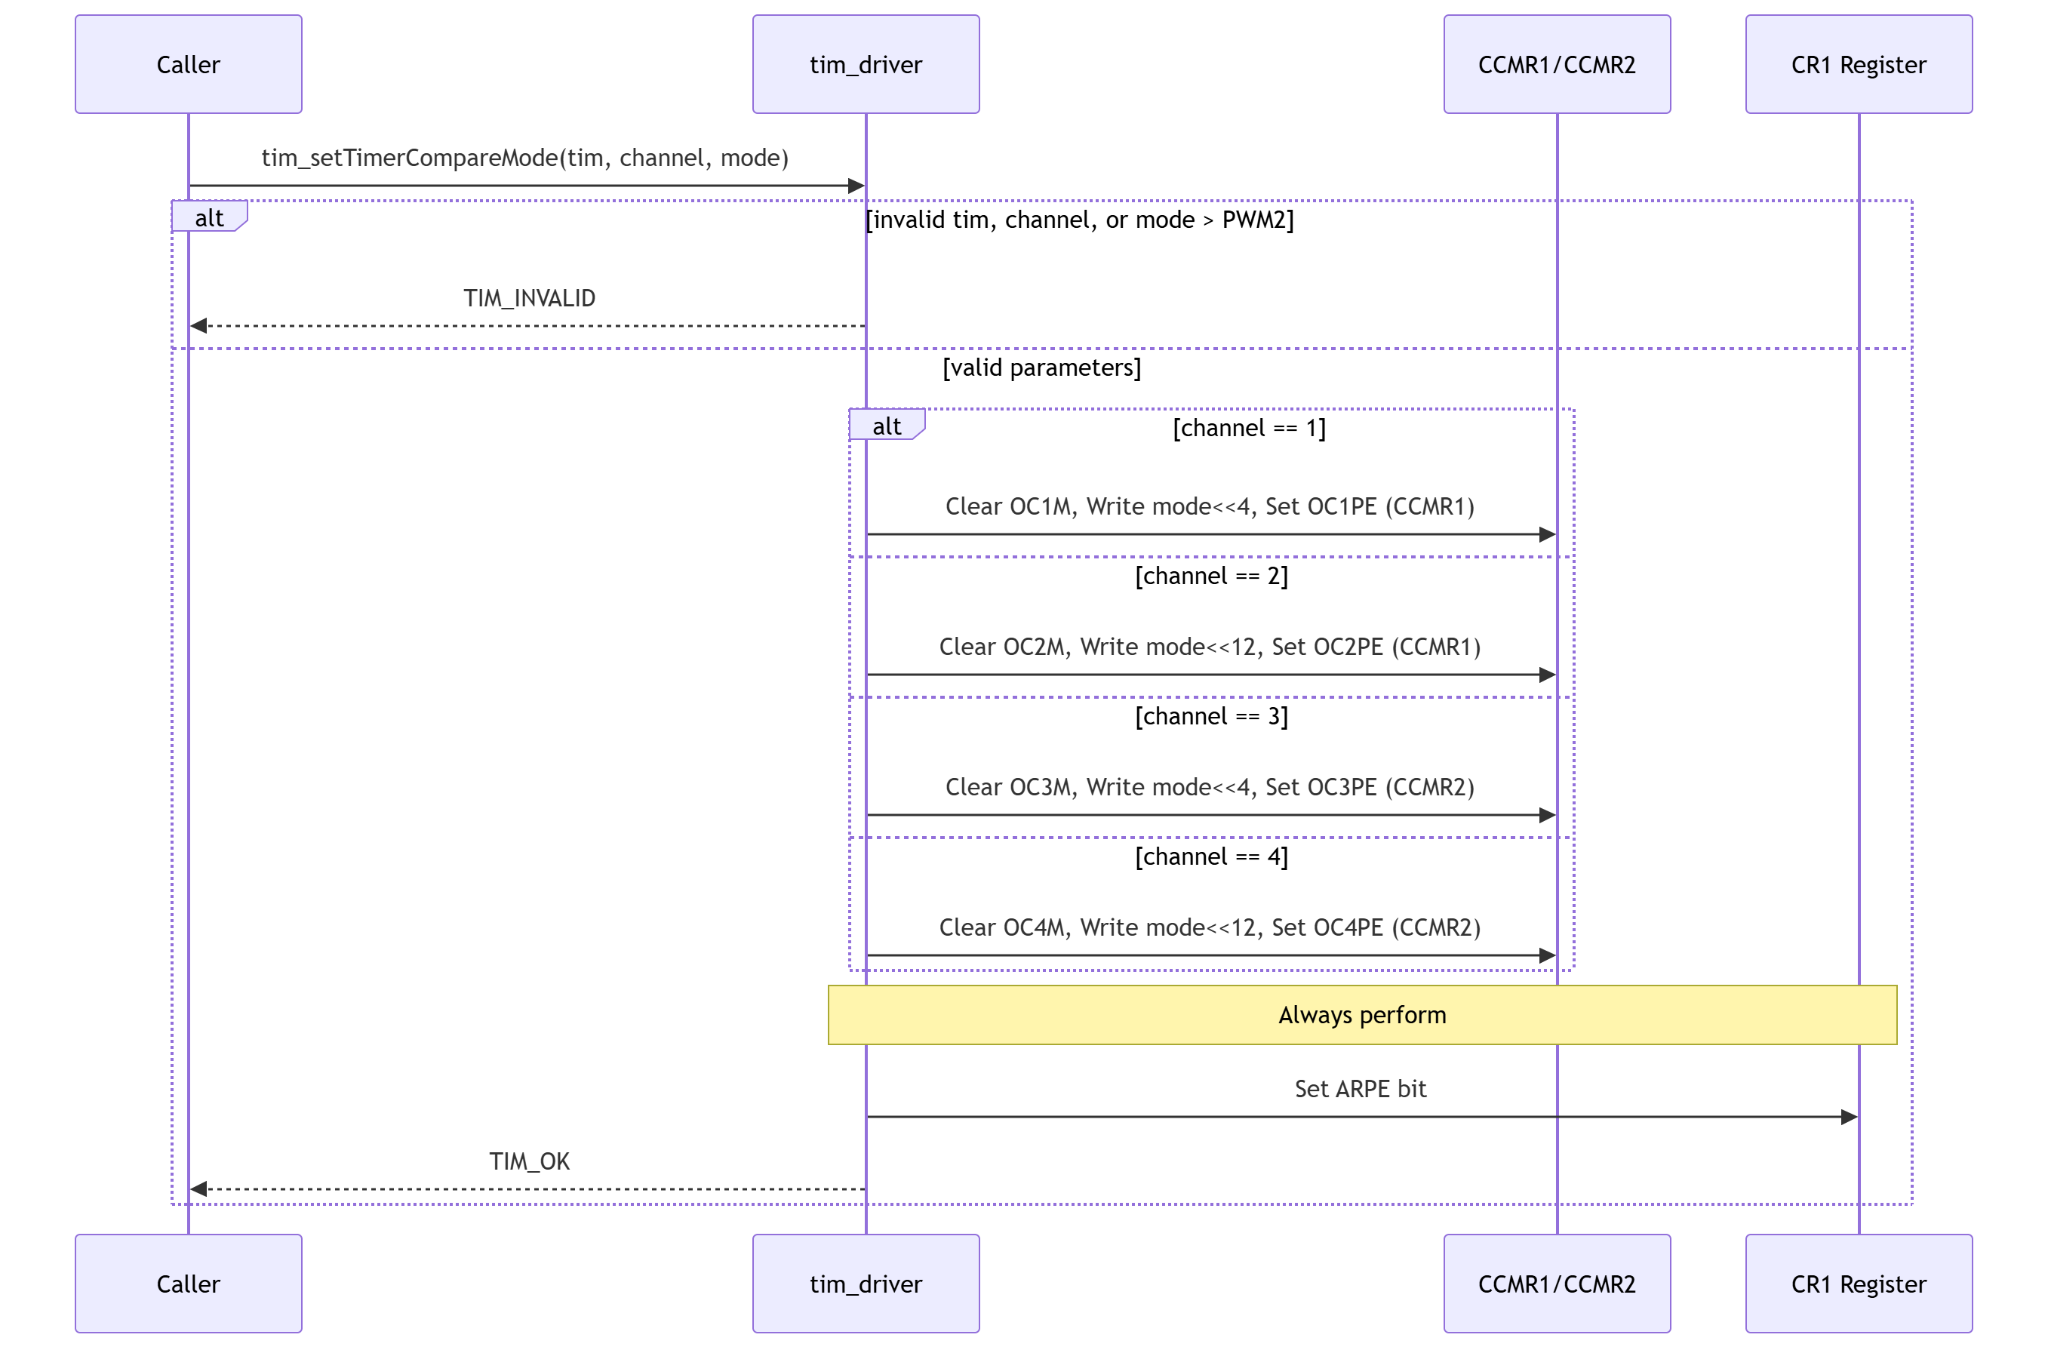 Caller
tim_driver
CCMR1/CCMR2
CR1 Register
tim_setTimerCompareMode(tim, channel, mode)
alt
[invalid tim, channel, or mode > PWM2]
TIM_INVALID
[valid parameters]
alt
[channel == 1]
Clear OC1M, Write mode<<4, Set OC1PE (CCMR1)
[channel == 2]
Clear OC2M, Write mode<<12, Set OC2PE (CCMR1)
[channel == 3]
Clear OC3M, Write mode<<4, Set OC3PE (CCMR2)
[channel == 4]
Clear OC4M, Write mode<<12, Set OC4PE (CCMR2)
Always perform
Set ARPE bit
TIM_OK
Caller
tim_driver
CCMR1/CCMR2
CR1 Register